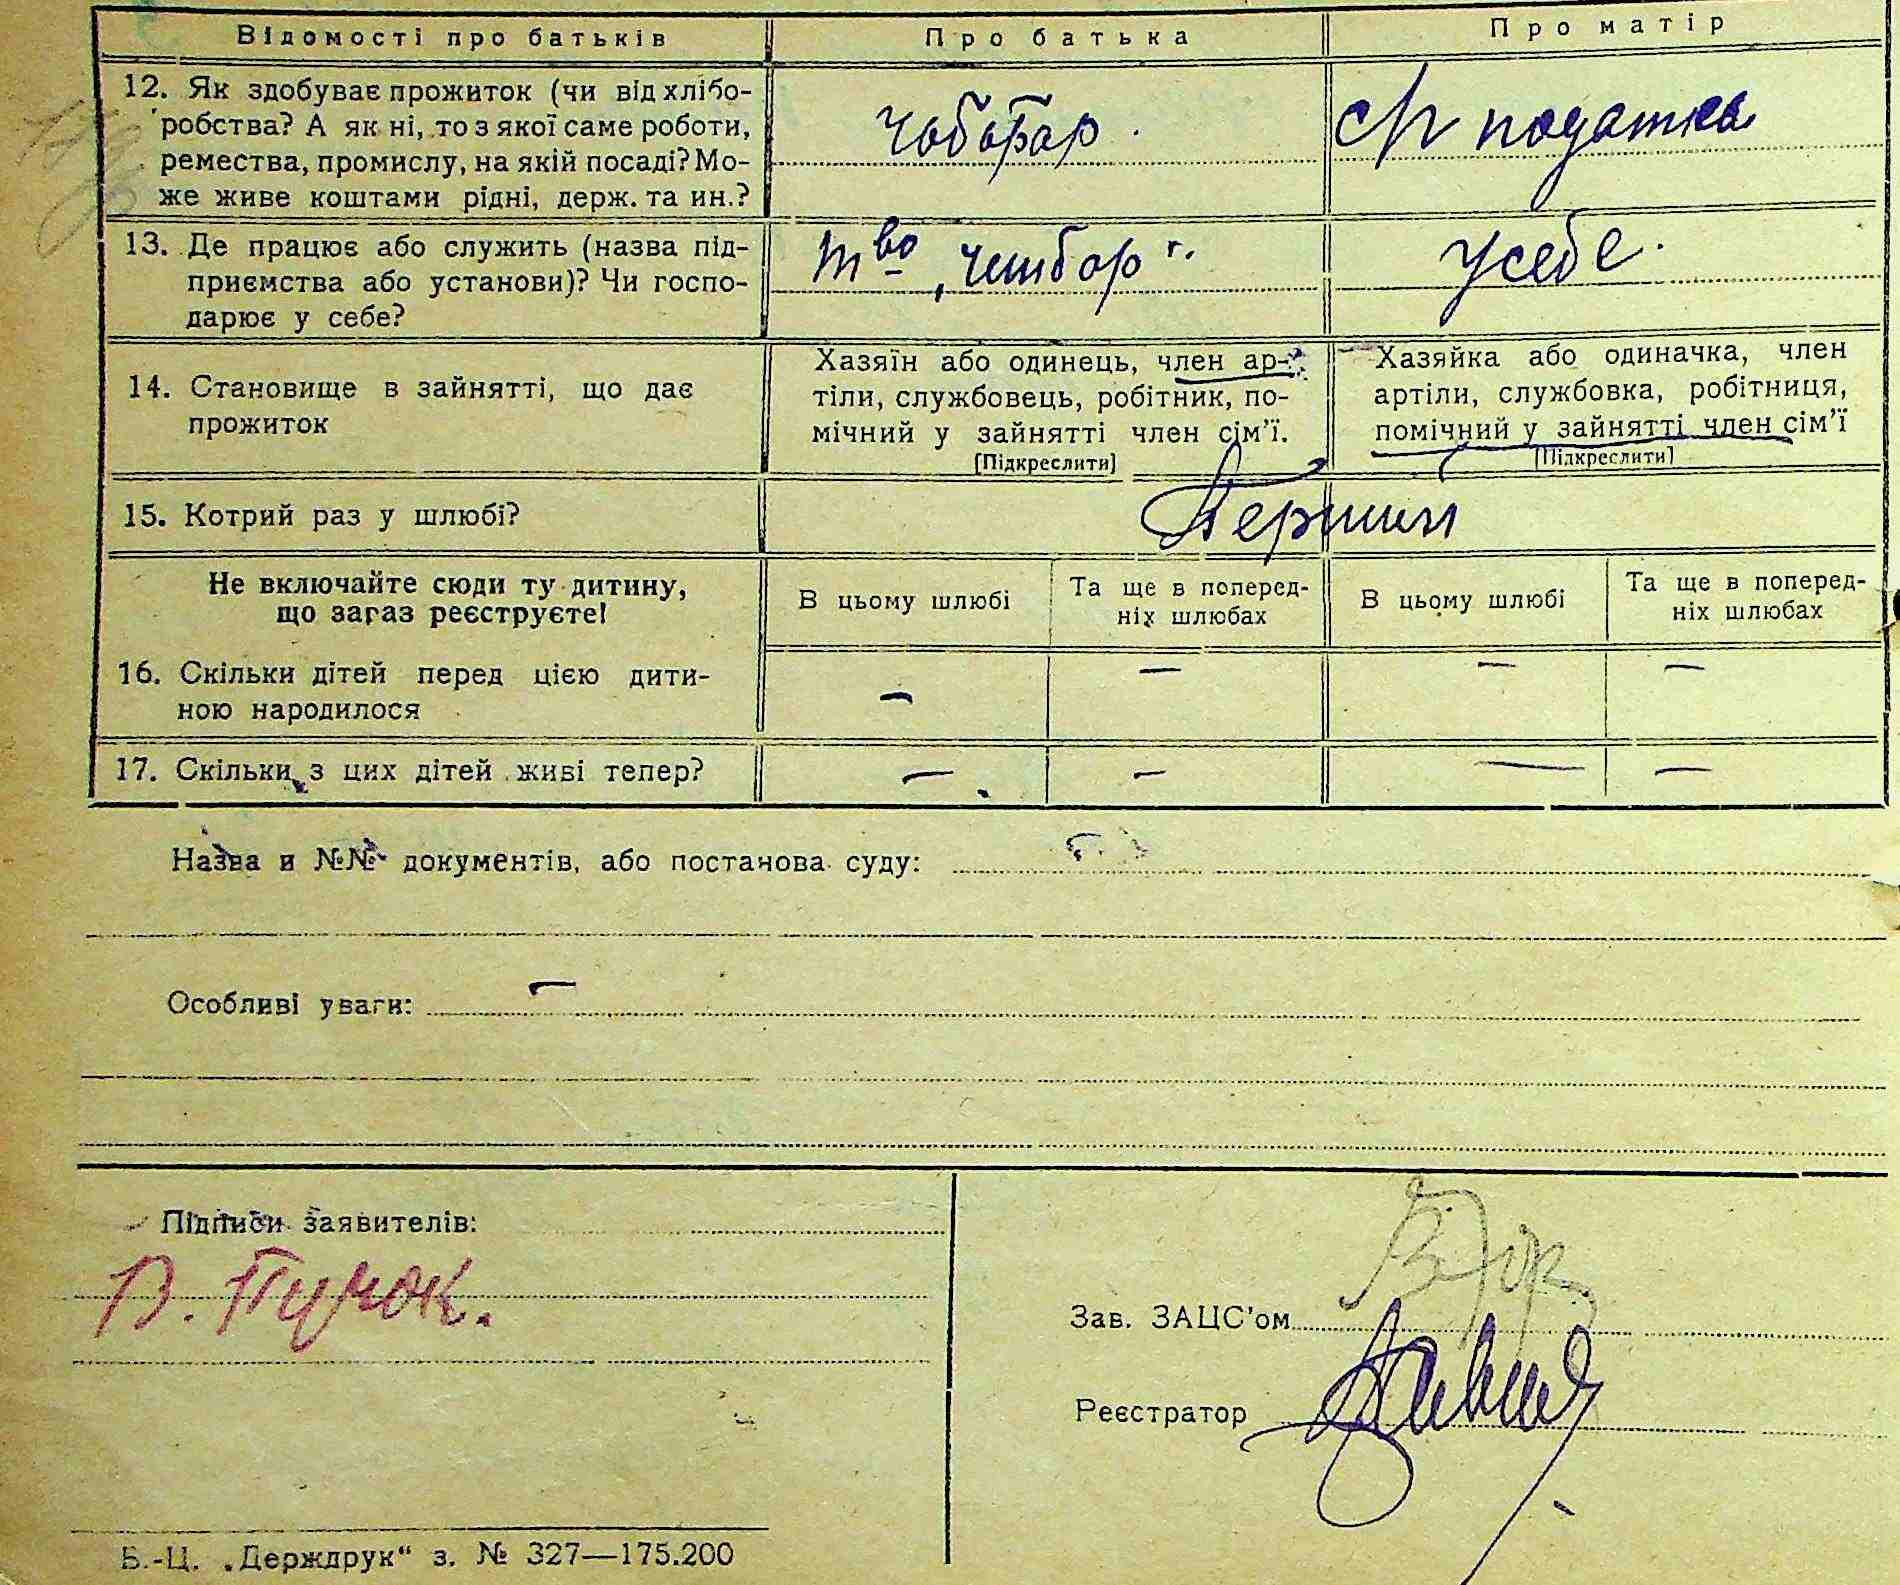 Відомості про батьків Про батька Про матір
12. Як здобуває прожиток (чи від хлібо-
робства? А як ні, то з якої саме роботи,
ремества, промислу, на якій посаді? Мо-
же живе коштами рідні, держ. та ин.?
чоботар
13. Де працює або служить (назва під-
приємства або установи)? Чи госпо-
дарює у себе?
т во „чембар".
у себе.
14. Становище в зайнятті, що дає
прожиток
Хазяїн або одинець, член ар-
тіли, службовець, робітник, по-
мічний у зайнятті член сім'ї.
[Підкреслити]
Хазяйка або одиначка, член
артіли, службовка, робітниця,
помічний у зайнятті член сім'ї
[Підкреслити]
15. Котрий раз у шлюбі?
Перший
Не включайте сюди ту дитину,
що зараз реєструєте!
В цьому шлюбі
Та ще в поперед-
ніх шлюбах
В цьому шлюбі
Та ще в поперед-
ніх шлюбах
16. Скільки дітей перед цією дити-
ною народилося
— — — —
17. Скільки з цих дітей живі тепер?
— — — —
Назва и №№ документів, або постанова суду:
Особливі уваги: —
Підписи заявителів:
Зав. ЗАЦС'ом
Реєстратор
Б.-Ц. „Держдрук" з. № 327—175.200